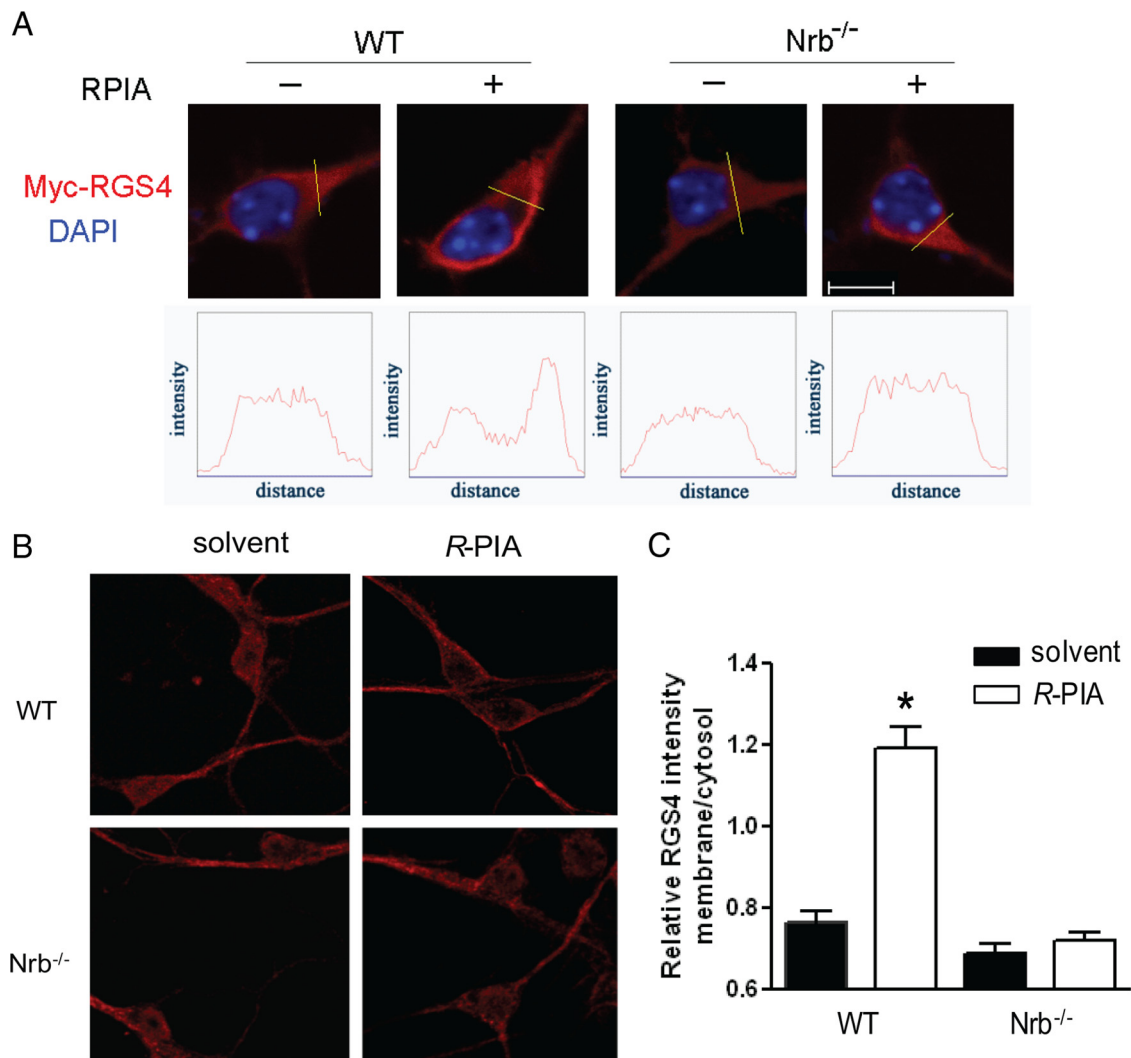 A
WT
Nrb-/-
RPIA
− + − +
Myc-RGS4
DAPI
intensity
distance
intensity
distance
intensity
distance
intensity
distance
B
solvent
R-PIA
WT
Nrb-/-
C
solvent
R-PIA
Relative RGS4 intensity
membrane/cytosol
1.4
1.2
1.0
0.8
0.6
*
WT
Nrb-/-